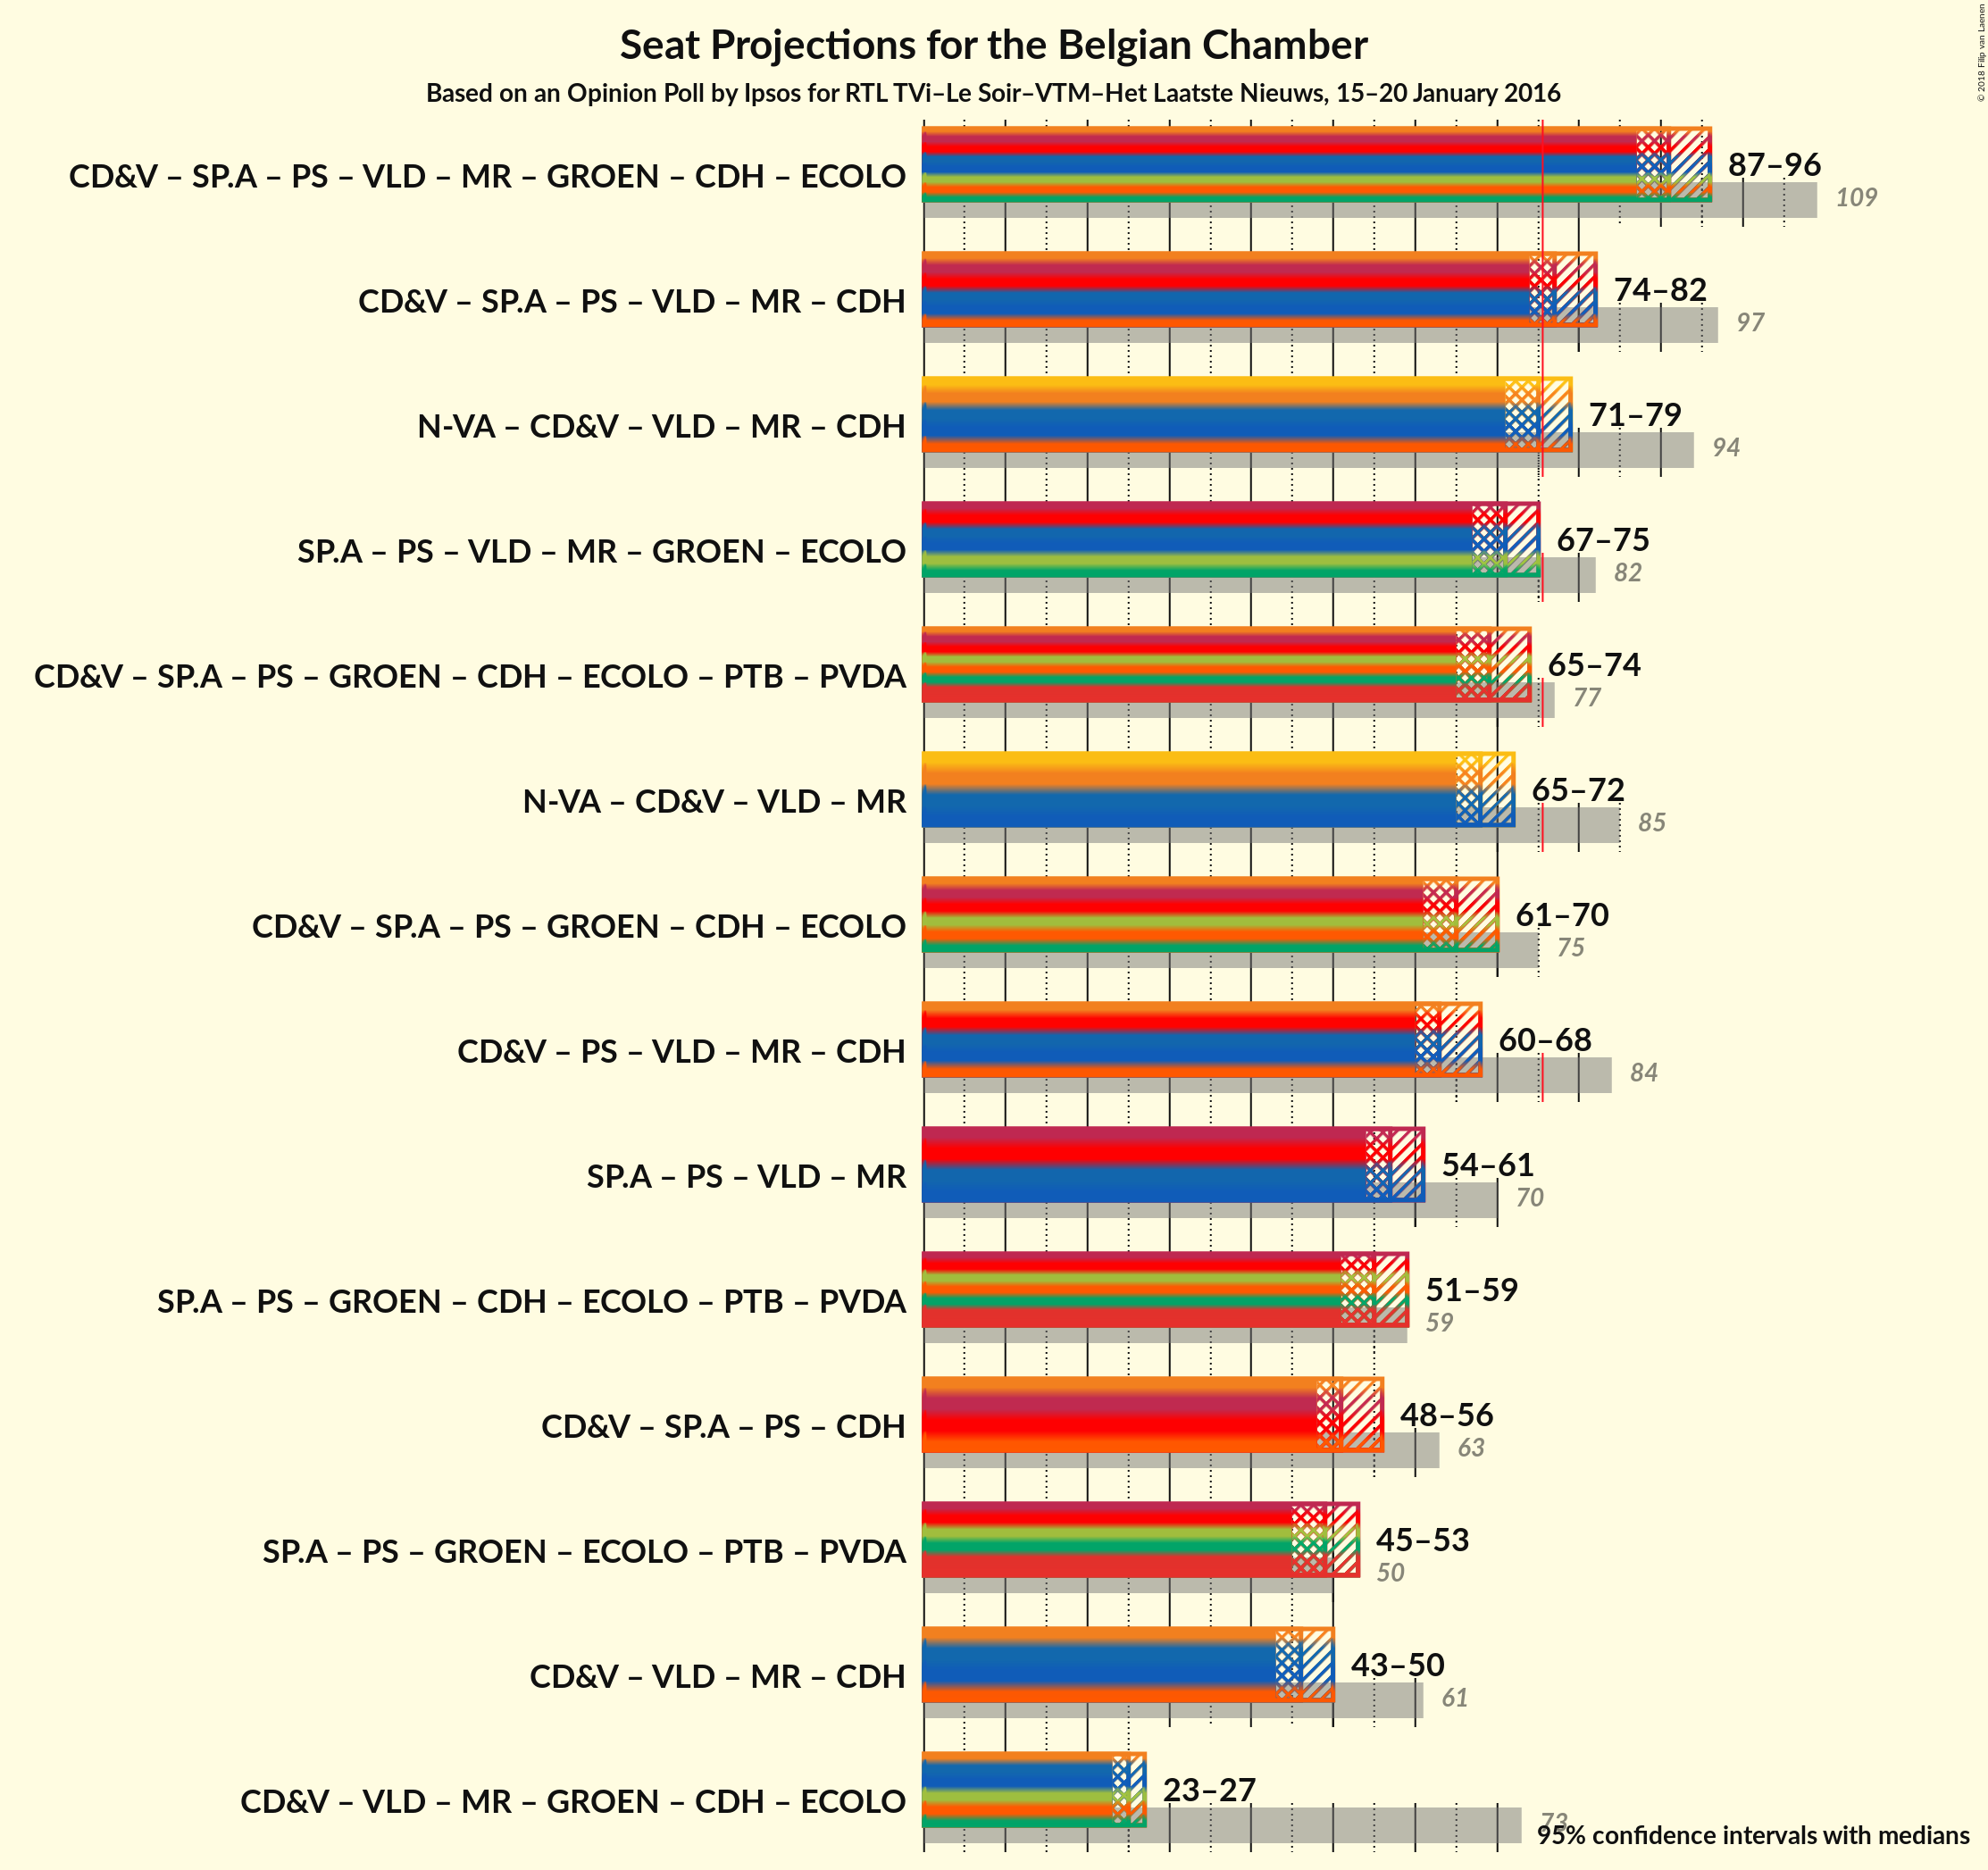 Seat Projections for the Belgian Chamber
Based on an Opinion Poll by Ipsos for RTL TVi–Le Soir–VTM–Het Laatste Nieuws, 15–20 January 2016
© 2018 Filip van Laenen
CD&V – SP.A – PS – VLD – MR – GROEN – CDH – ECOLO
87–96
109
CD&V – SP.A – PS – VLD – MR – CDH
74–82
97
N-VA – CD&V – VLD – MR – CDH
71–79
94
SP.A – PS – VLD – MR – GROEN – ECOLO
67–75
82
CD&V – SP.A – PS – GROEN – CDH – ECOLO – PTB – PVDA
65–74
77
N-VA – CD&V – VLD – MR
65–72
85
CD&V – SP.A – PS – GROEN – CDH – ECOLO
61–70
75
CD&V – PS – VLD – MR – CDH
60–68
84
SP.A – PS – VLD – MR
54–61
70
SP.A – PS – GROEN – CDH – ECOLO – PTB – PVDA
51–59
59
CD&V – SP.A – PS – CDH
48–56
63
SP.A – PS – GROEN – ECOLO – PTB – PVDA
45–53
50
CD&V – VLD – MR – CDH
43–50
61
CD&V – VLD – MR – GROEN – CDH – ECOLO
23–27
73
95% confidence intervals with medians